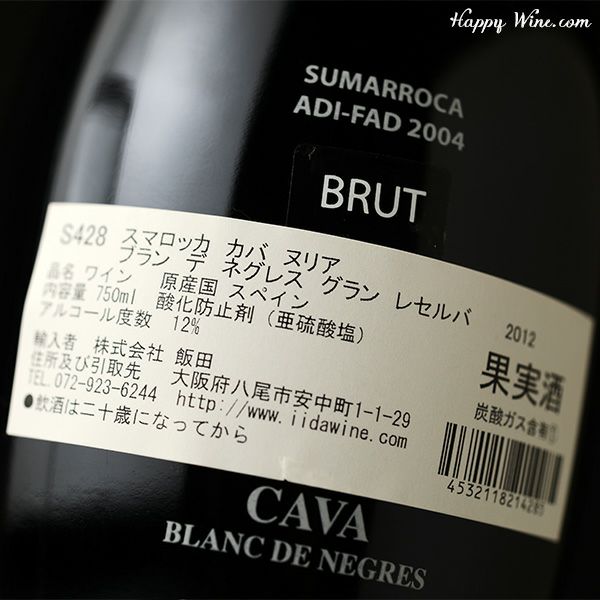 Happy Wine.com
SUMARROCA
ADI-FAD 2004
BRUT
S428 スマロッカ カバ ヌリア
ブラン デ ネグレス グラン レセルバ 2012
品名 ワイン 原産国 スペイン
内容量 750ml 酸化防止剤（亜硫酸塩）
アルコール度数 12%
果実酒
炭酸ガス含有①
輸入者 株式会社 飯田
住所及び引取先 大阪府八尾市安中町1-1-29
TEL.072-923-6244 http://www.iidawine.com
●飲酒は二十歳になってから
CAVA
BLANC DE NEGRES